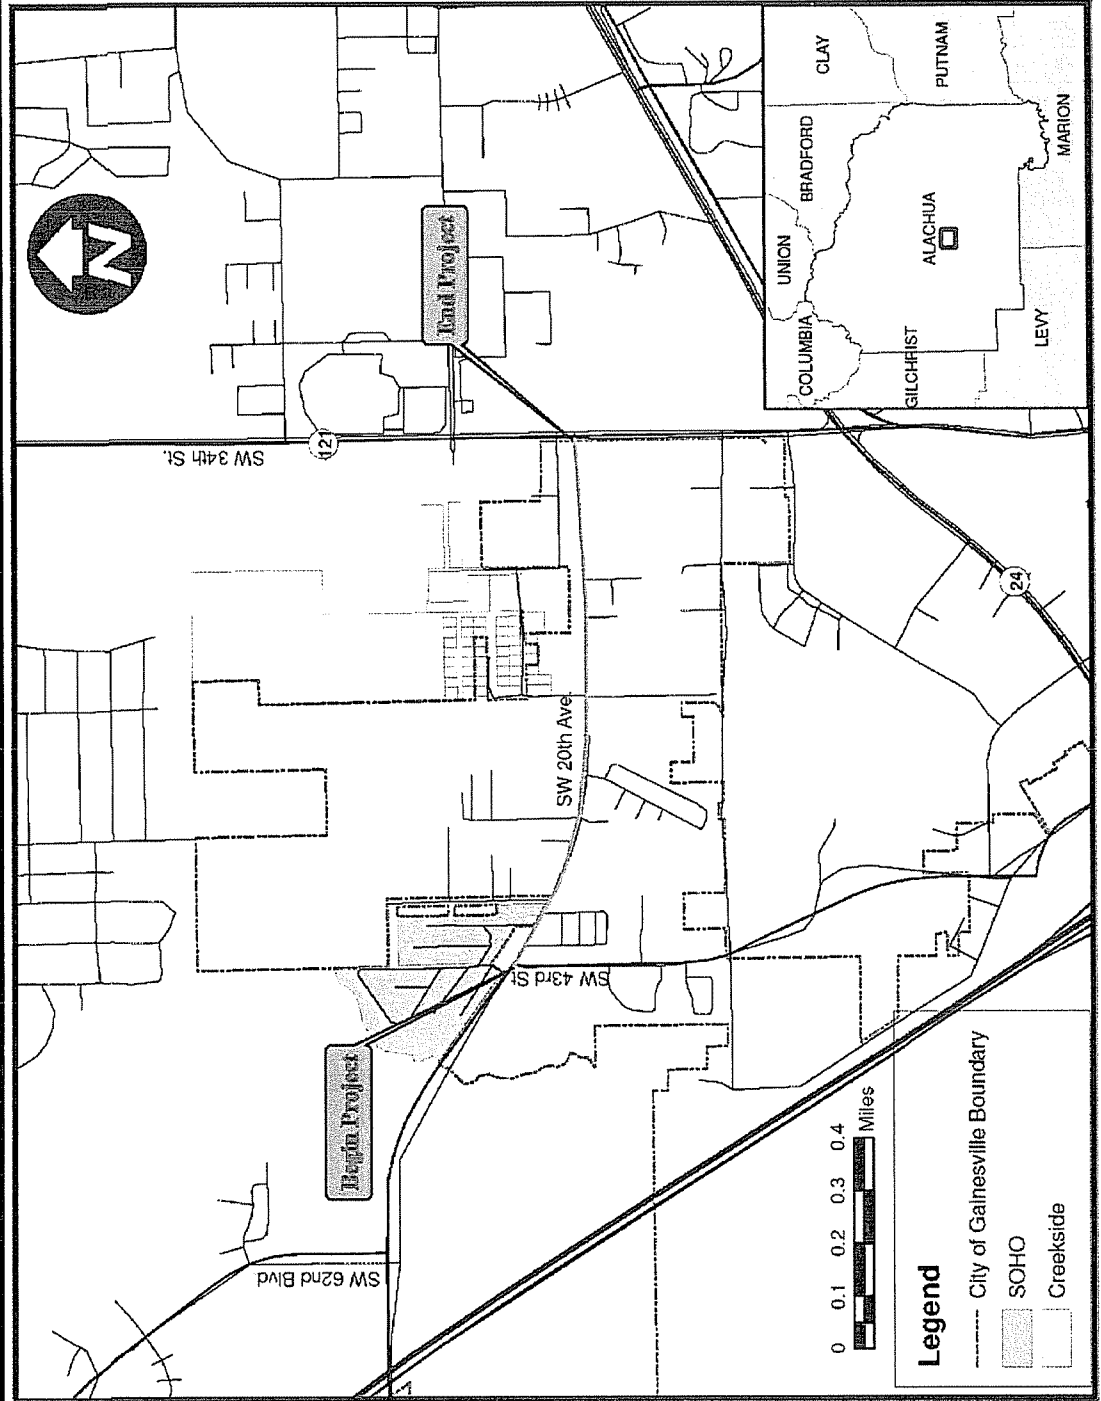 N
End Project
Begin Project
SW 34th St.
121
SW 20th Ave.
SW 43rd St.
SW 62nd Blvd
24
COLUMBIA
UNION
BRADFORD
CLAY
GILCHRIST
ALACHUA
PUTNAM
LEVY
MARION
0 0.1 0.2 0.3 0.4
Miles
Legend
City of Gainesville Boundary
SOHO
Creekside